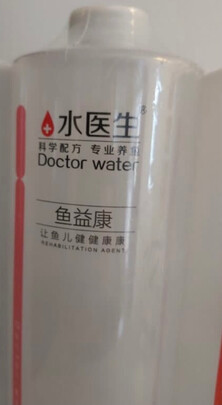 水医生®
科学配方 专业养鱼
Doctor water
鱼益康
让鱼儿健健康康
REHABILITATION AGENT